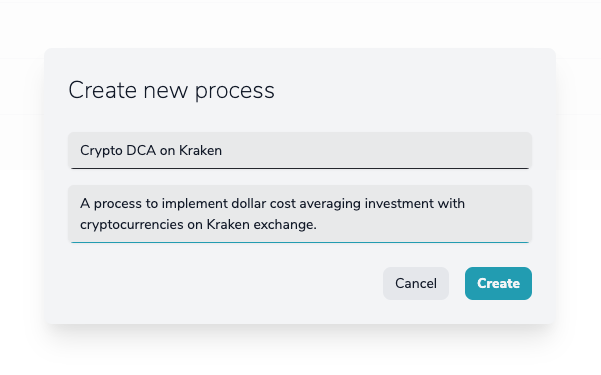 Create new process
Crypto DCA on Kraken
A process to implement dollar cost averaging investment with
cryptocurrencies on Kraken exchange.
Cancel
Create